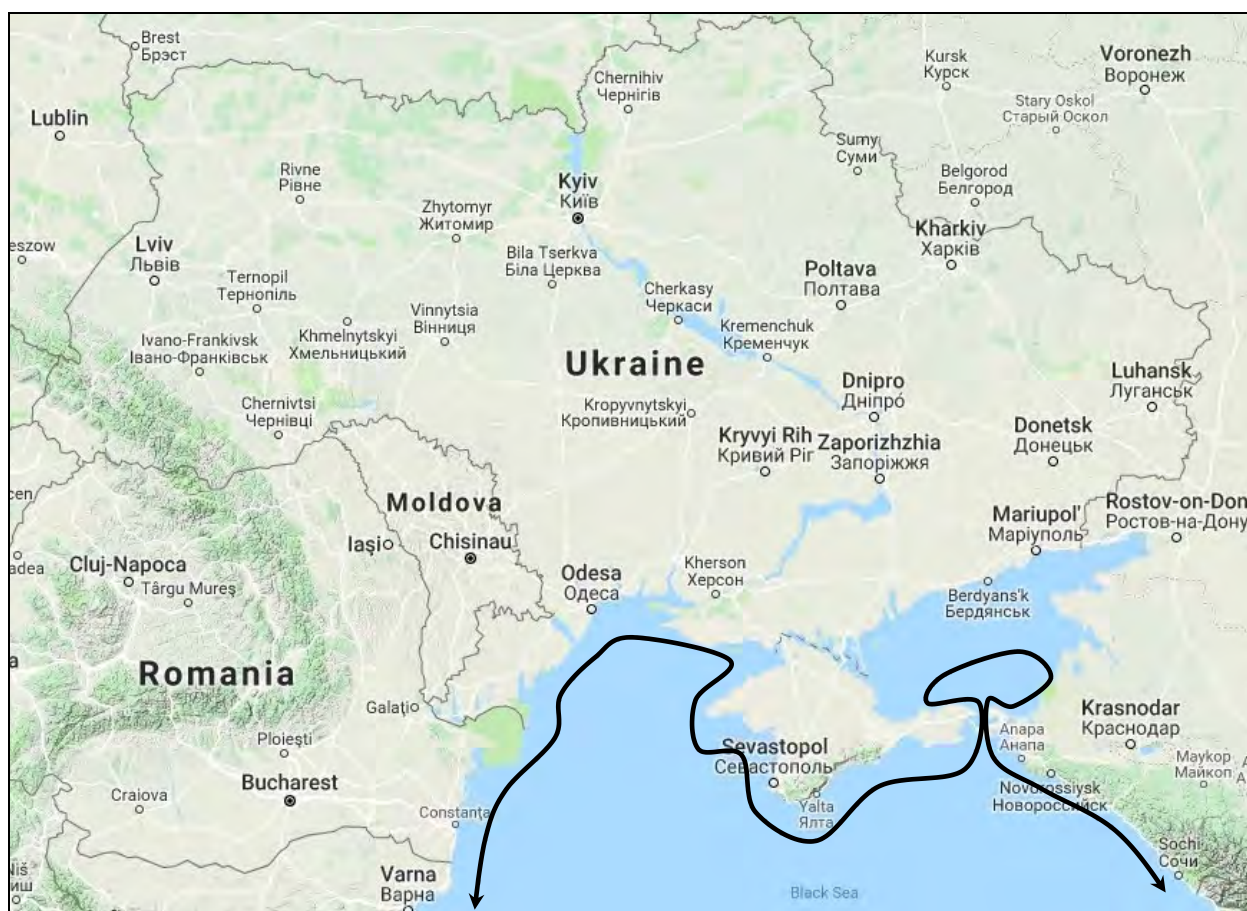 Brest
Брэст
Kursk
Курск
Voronezh
Воронеж
Chernihiv
Чернігів
Stary Oskol
Старый Оскол
Lublin
Sumy
Суми
Belgorod
Белгород
Rivne
Рівне
Kyiv
Київ
Zhytomyr
Житомир
Kharkiv
Харків
eszow
Lviv
Львів
Bila Tserkva
Біла Церква
Poltava
Полтава
Ternopil
Тернопіль
Cherkasy
Черкаси
Vinnytsia
Вінниця
Khmelnytskyi
Хмельницький
Ivano-Frankivsk
Івано-Франківськ
Kremenchuk
Кременчук
Ukraine
Luhansk
Луганськ
Dnipro
Дніпро́
Chernivtsi
Чернівці
Kropyvnytskyi
Кропивницький
Donetsk
Донецьк
Kryvyi Rih
Кривий Ріг
Zaporizhzhia
Запоріжжя
Moldova
Rostov-on-Don
Ростов-на-Дону
Mariupol'
Маріуполь
Iași
Chisinau
Cluj-Napoca
Târgu Mureș
Odesa
Одеса
Kherson
Херсон
Berdyans'k
Бердянськ
Romania
Galați
Krasnodar
Краснодар
Anapa
Анапа
Ploiești
Sevastopol
Севастополь
Maykop
Майкоп
Bucharest
Craiova
Constanța
Yalta
Ялта
Novorossiysk
Новороссийск
Sochi
Сочи
Varna
Варна
Black Sea